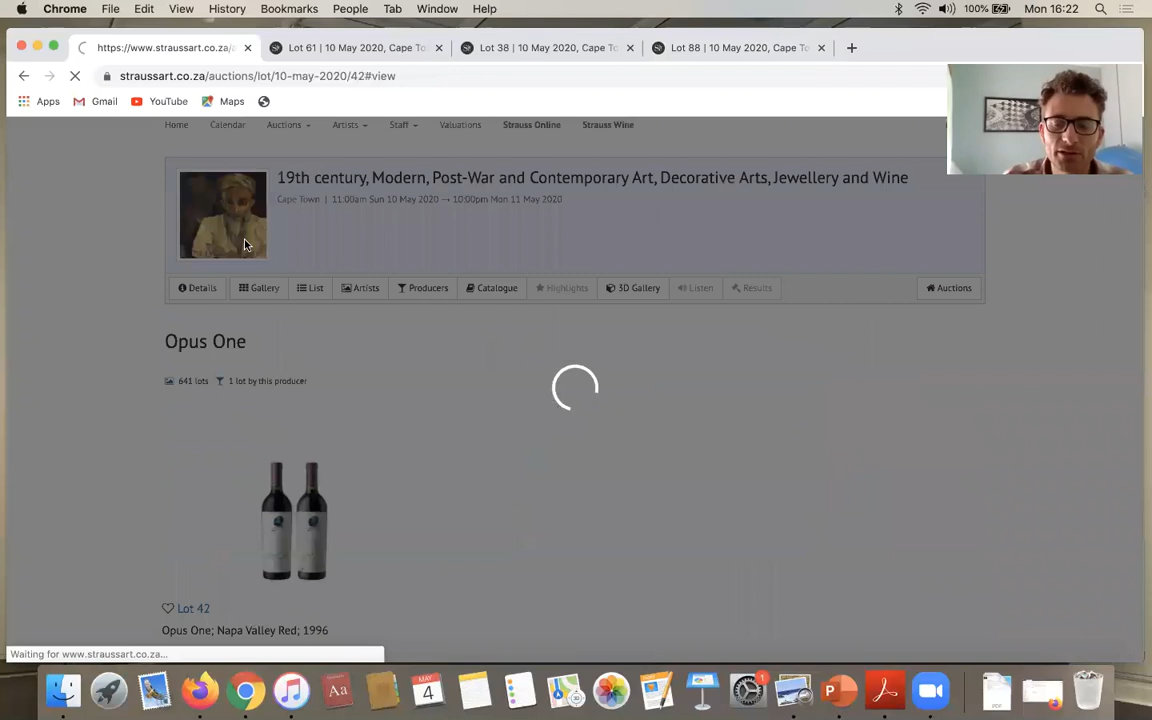 Chrome File Edit View History Bookmarks People Tab Window Help 100% Mon 16:22
https://www.straussart.co.za/a Lot 61 | 10 May 2020, Cape To Lot 38 | 10 May 2020, Cape To Lot 88 | 10 May 2020, Cape To
straussart.co.za/auctions/lot/10-may-2020/42#view
Apps Gmail YouTube Maps
Home Calendar Auctions Artists Staff Valuations Strauss Online Strauss Wine
19th century, Modern, Post-War and Contemporary Art, Decorative Arts, Jewellery and Wine
Cape Town | 11:00am Sun 10 May 2020 → 10:00pm Mon 11 May 2020
Details Gallery List Artists Producers Catalogue Highlights 3D Gallery Listen Results Auctions
Opus One
641 lots 1 lot by this producer
Lot 42
Opus One; Napa Valley Red; 1996
Waiting for www.straussart.co.za...
Aa
MAY
4
1